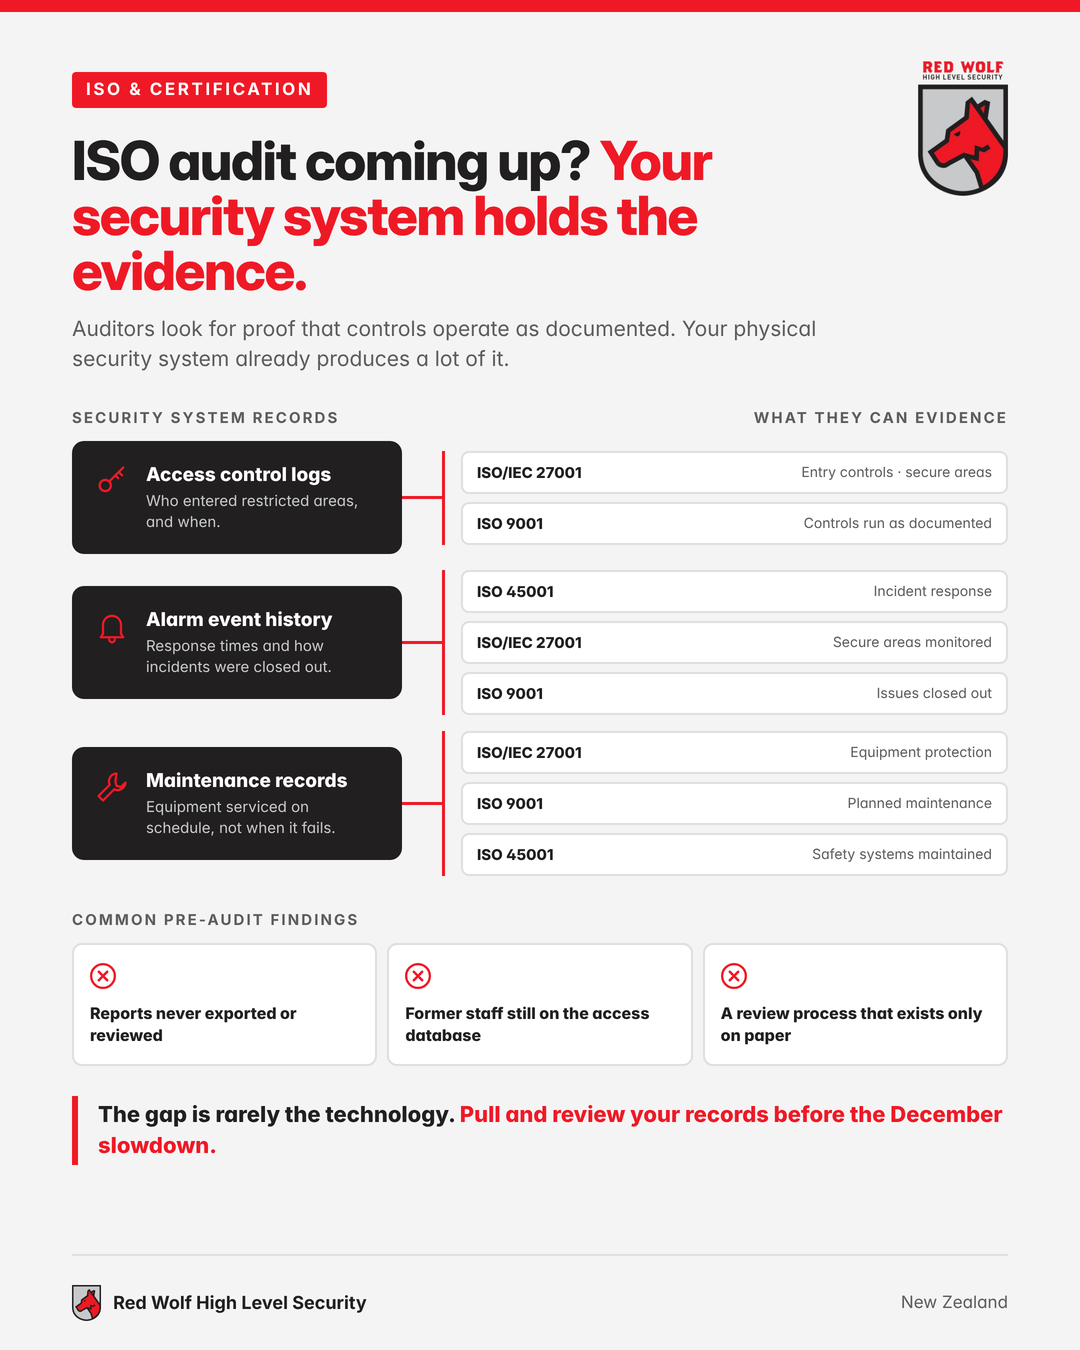 ISO & CERTIFICATION
RED WOLF
HIGH LEVEL SECURITY
ISO audit coming up? Your
security system holds the
evidence.
Auditors look for proof that controls operate as documented. Your physical
security system already produces a lot of it.
SECURITY SYSTEM RECORDS
WHAT THEY CAN EVIDENCE
Access control logs
Who entered restricted areas,
and when.
ISO/IEC 27001 Entry controls · secure areas
ISO 9001 Controls run as documented
Alarm event history
Response times and how
incidents were closed out.
ISO 45001 Incident response
ISO/IEC 27001 Secure areas monitored
ISO 9001 Issues closed out
Maintenance records
Equipment serviced on
schedule, not when it fails.
ISO/IEC 27001 Equipment protection
ISO 9001 Planned maintenance
ISO 45001 Safety systems maintained
COMMON PRE-AUDIT FINDINGS
Reports never exported or
reviewed
Former staff still on the access
database
A review process that exists only
on paper
The gap is rarely the technology. Pull and review your records before the December
slowdown.
Red Wolf High Level Security
New Zealand